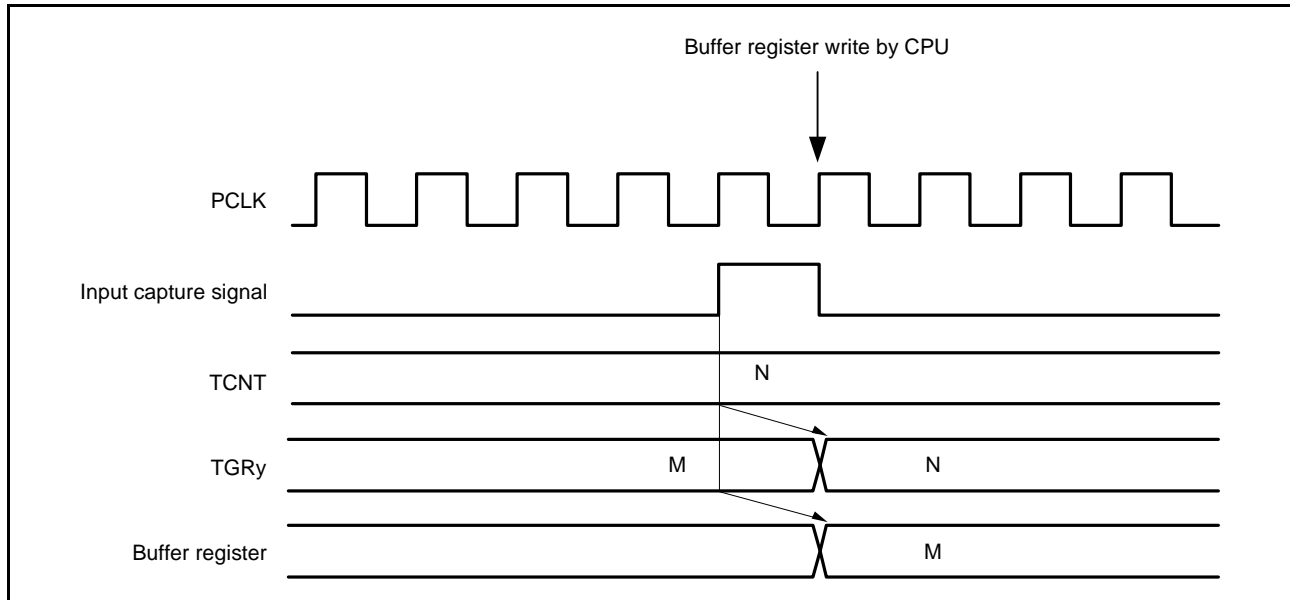 Buffer register write by CPU
PCLK
Input capture signal
TCNT
N
TGRy
M
N
Buffer register
M